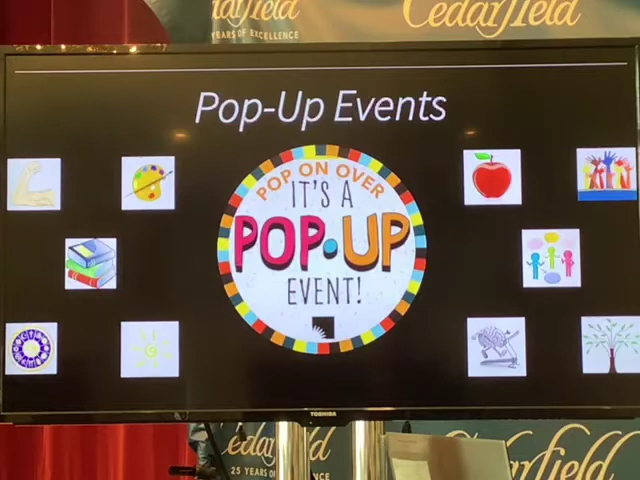 Cedarfield
YEARS OF EXCELLENCE
Cedarfield
Pop-Up Events
POP ON OVER
IT'S A
POP•UP
EVENT!
TOSHIBA
Cedarfield
25 YEARS OF
Cedarfield